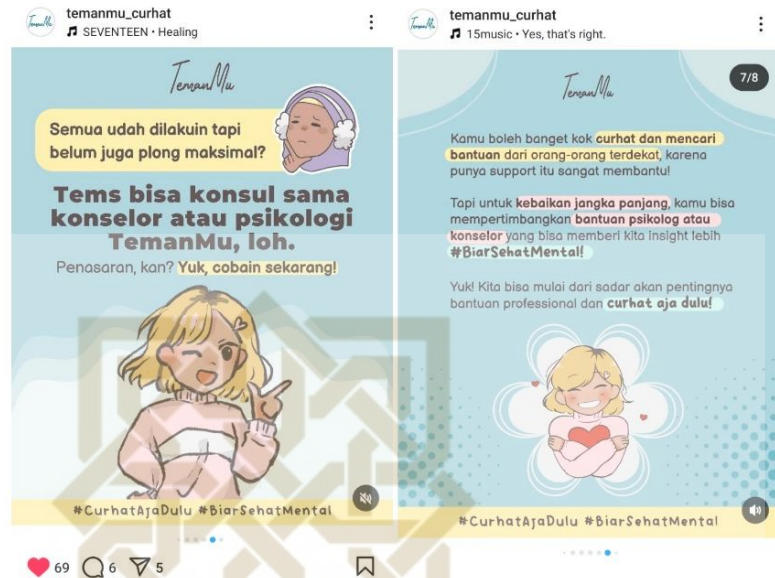 temanmu_curhat
SEVENTEEN • Healing
TemanMu
TemanMu
Semua udah dilakuin tapi
belum juga plong maksimal?
Tems bisa konsul sama
konselor atau psikologi
TemanMu, loh.
Penasaran, kan? Yuk, cobain sekarang!
#CurhatAjaDulu #BiarSehatMental
69 6 5
temanmu_curhat
15music • Yes, that's right.
TemanMu
7/8
TemanMu
Kamu boleh banget kok curhat dan mencari
bantuan dari orang-orang terdekat, karena
punya support itu sangat membantu!
Tapi untuk kebaikan jangka panjang, kamu bisa
mempertimbangkan bantuan psikolog atau
konselor yang bisa memberi kita insight lebih
#BiarSehatMental!
Yuk! Kita bisa mulai dari sadar akan pentingnya
bantuan professional dan curhat aja dulu!
#CurhatAjaDulu #BiarSehatMental